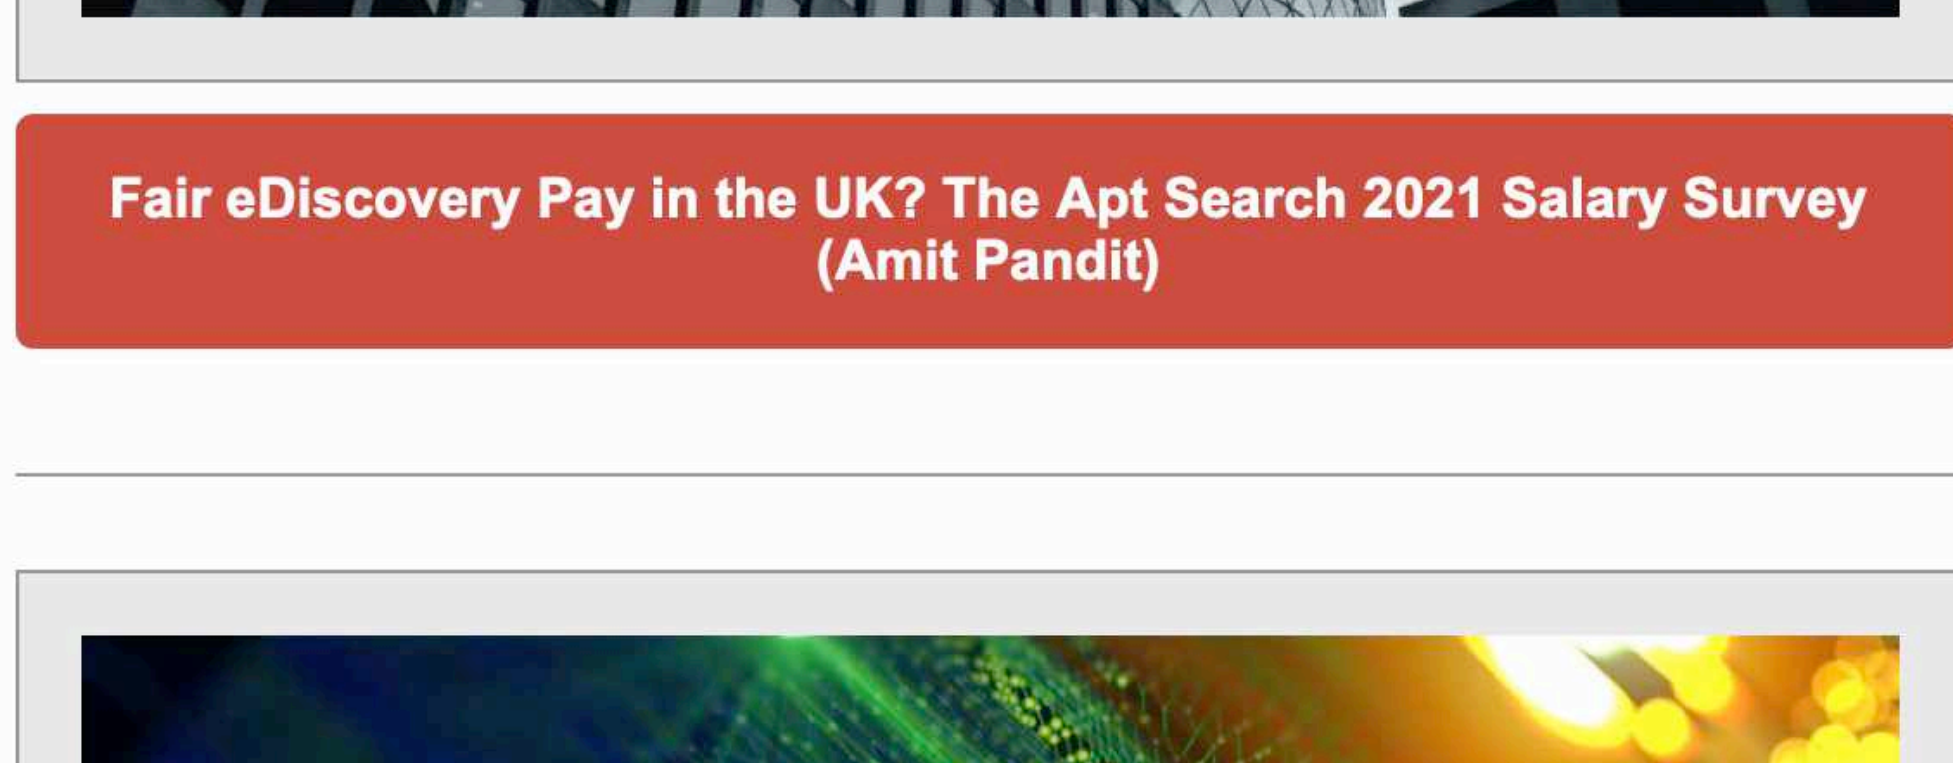 Fair eDiscovery Pay in the UK? The Apt Search 2021 Salary Survey
(Amit Pandit)